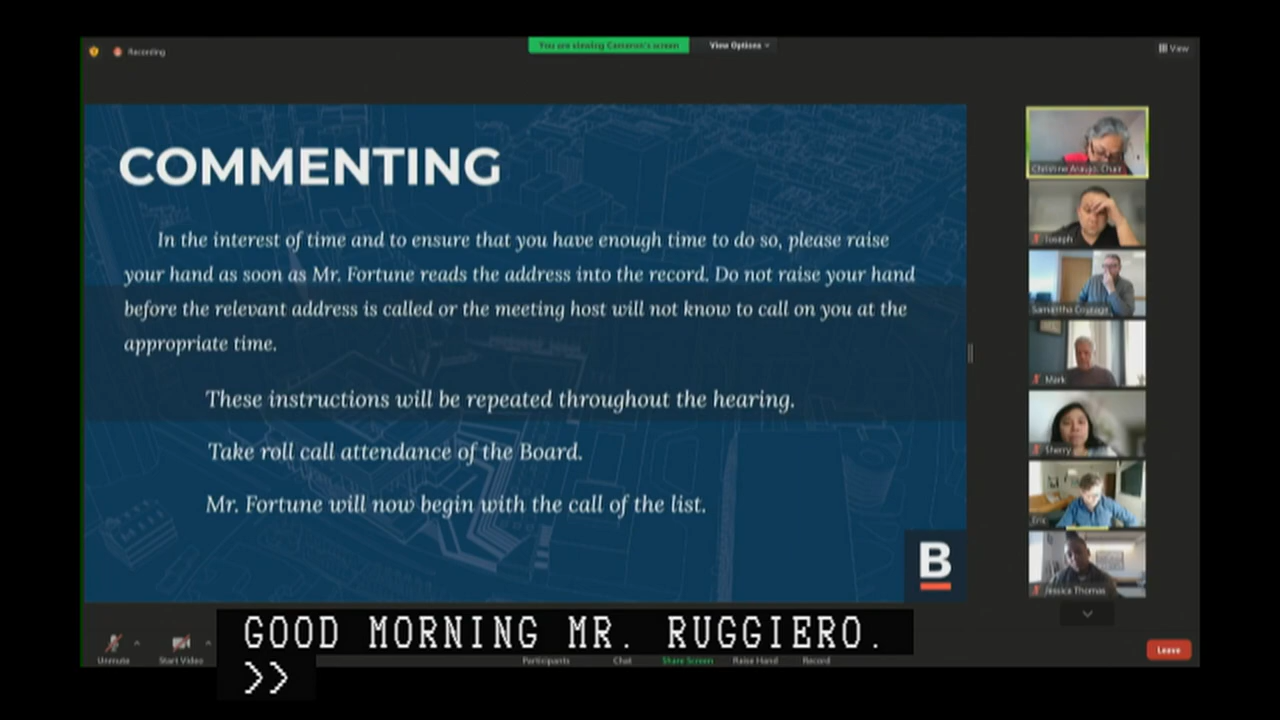 Recording
You are viewing Cameron's screen
View Options
View
COMMENTING
In the interest of time and to ensure that you have enough time to do so, please raise
your hand as soon as Mr. Fortune reads the address into the record. Do not raise your hand
before the relevant address is called or the meeting host will not know to call on you at the
appropriate time.
These instructions will be repeated throughout the hearing.
Take roll call attendance of the Board.
Mr. Fortune will now begin with the call of the list.
B
Christine Araujo, Chair
Joseph
Samantha Courage
Mark
Sherry
Eric
Jessica Thomas
GOOD MORNING MR. RUGGIERO.
>>
Unmute
Start Video
Participants
Chat
Share Screen
Raise Hand
Record
Leave